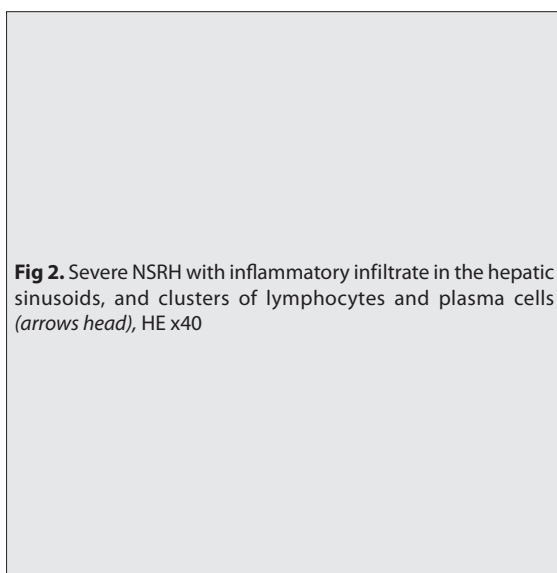 Fig 2. Severe NSRH with inflammatory infiltrate in the hepatic
sinusoids, and clusters of lymphocytes and plasma cells
(arrows head), HE x40